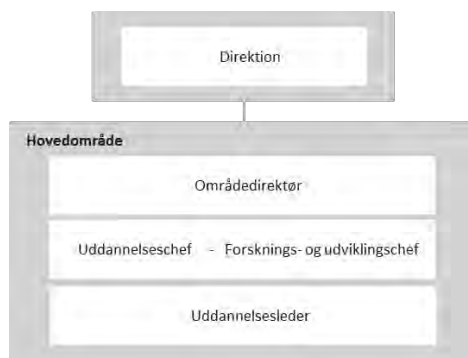 Direktion
Hovedområde
Områdedirektør
Uddannelseschef - Forsknings- og udviklingschef
Uddannelsesleder